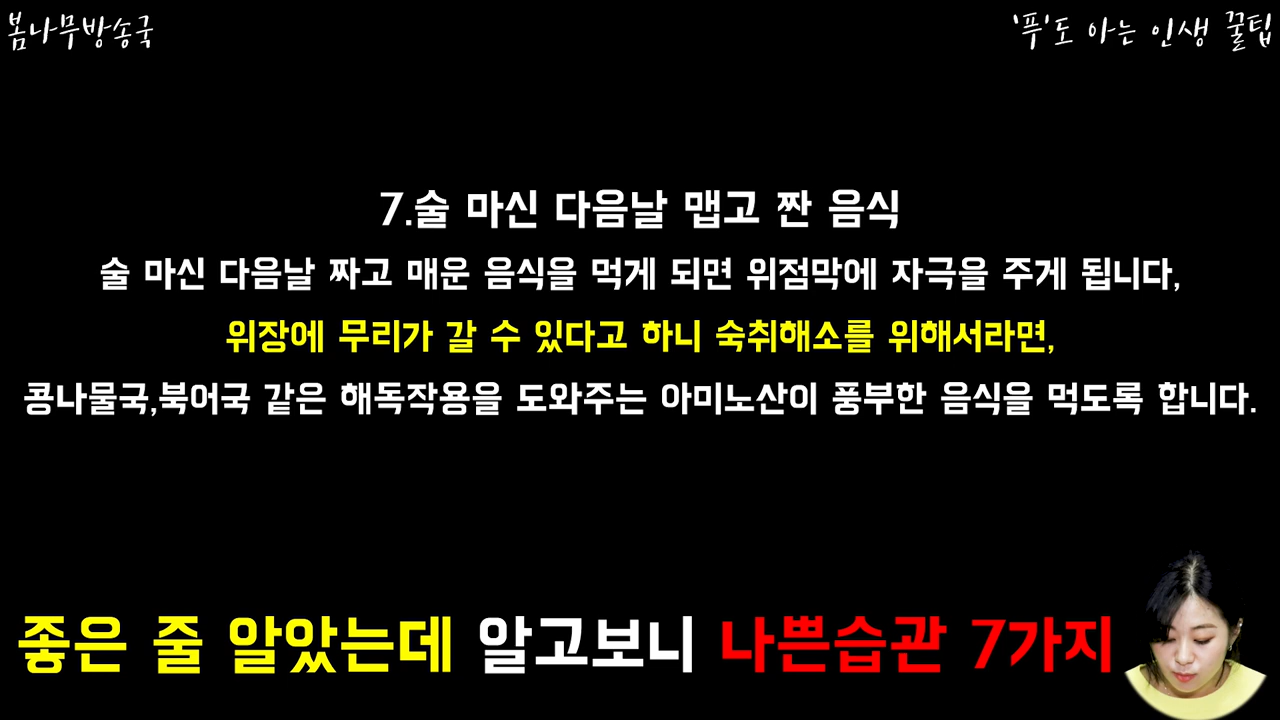 봄나무방송국
'푸'도 아는 인생 꿀팁
7.술 마신 다음날 맵고 짠 음식
술 마신 다음날 짜고 매운 음식을 먹게 되면 위점막에 자극을 주게 됩니다,
위장에 무리가 갈 수 있다고 하니 숙취해소를 위해서라면,
콩나물국,북어국 같은 해독작용을 도와주는 아미노산이 풍부한 음식을 먹도록 합니다.
좋은 줄 알았는데 알고보니 나쁜습관 7가지